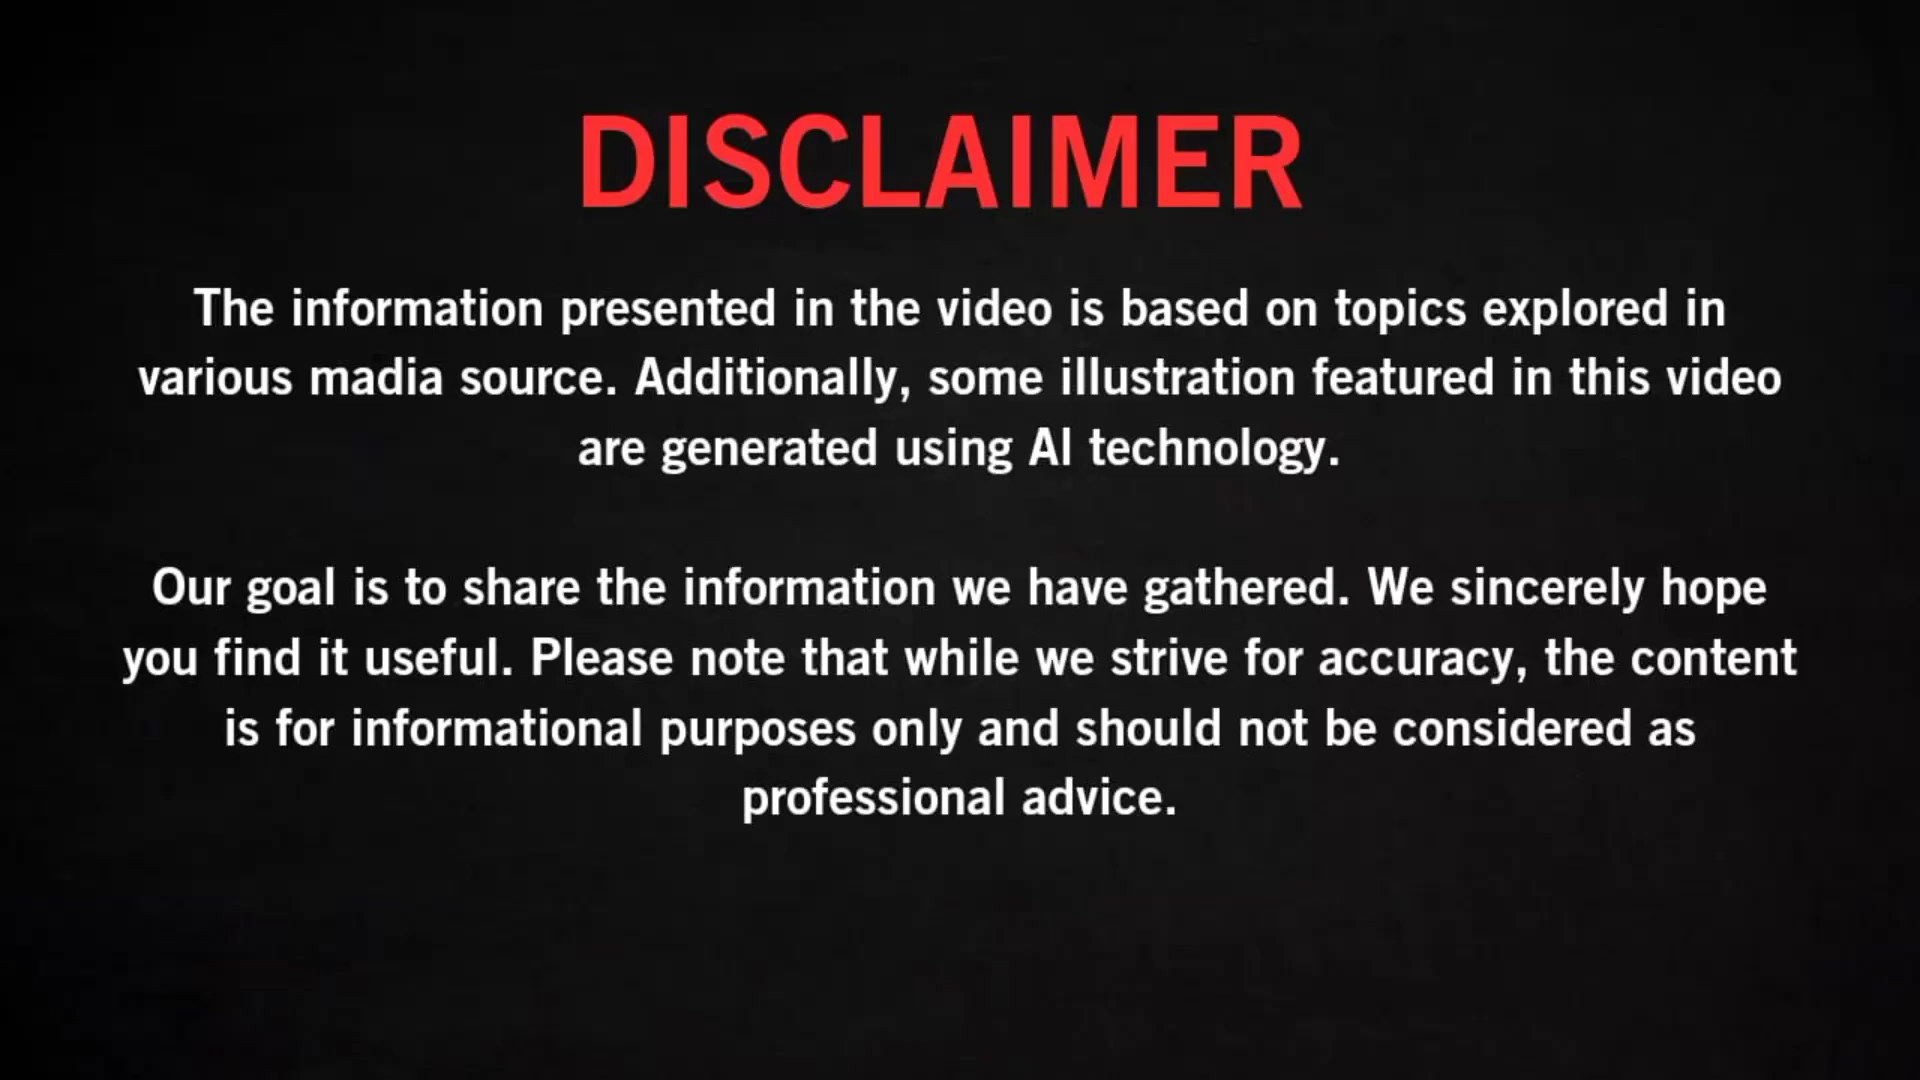 DISCLAIMER
The information presented in the video is based on topics explored in
various madia source. Additionally, some illustration featured in this video
are generated using AI technology.
Our goal is to share the information we have gathered. We sincerely hope
you find it useful. Please note that while we strive for accuracy, the content
is for informational purposes only and should not be considered as
professional advice.